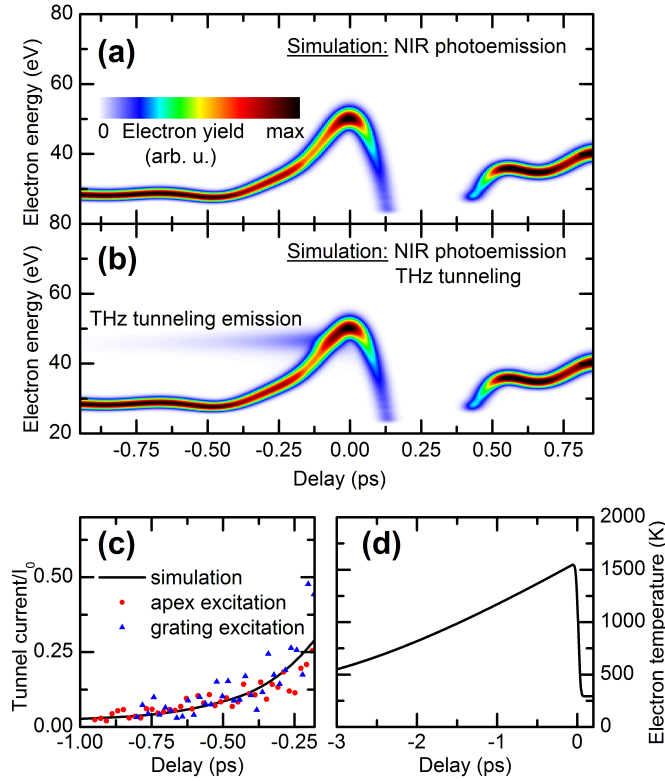 (a)
Simulation: NIR photoemission
0 Electron yield max
(arb. u.)
Electron energy (eV)
80
60
40
80
(b)
Simulation: NIR photoemission
THz tunneling
THz tunneling emission
Electron energy (eV)
60
40
20
-0.75 -0.50 -0.25 0.00 0.25 0.50 0.75
Delay (ps)
(c)
simulation
apex excitation
grating excitation
Tunnel current/I0
0.50
0.25
0.00
-1.00 -0.75 -0.50 -0.25
Delay (ps)
(d)
2000
1500
1000
500
0
Electron temperature (K)
-3 -2 -1 0
Delay (ps)